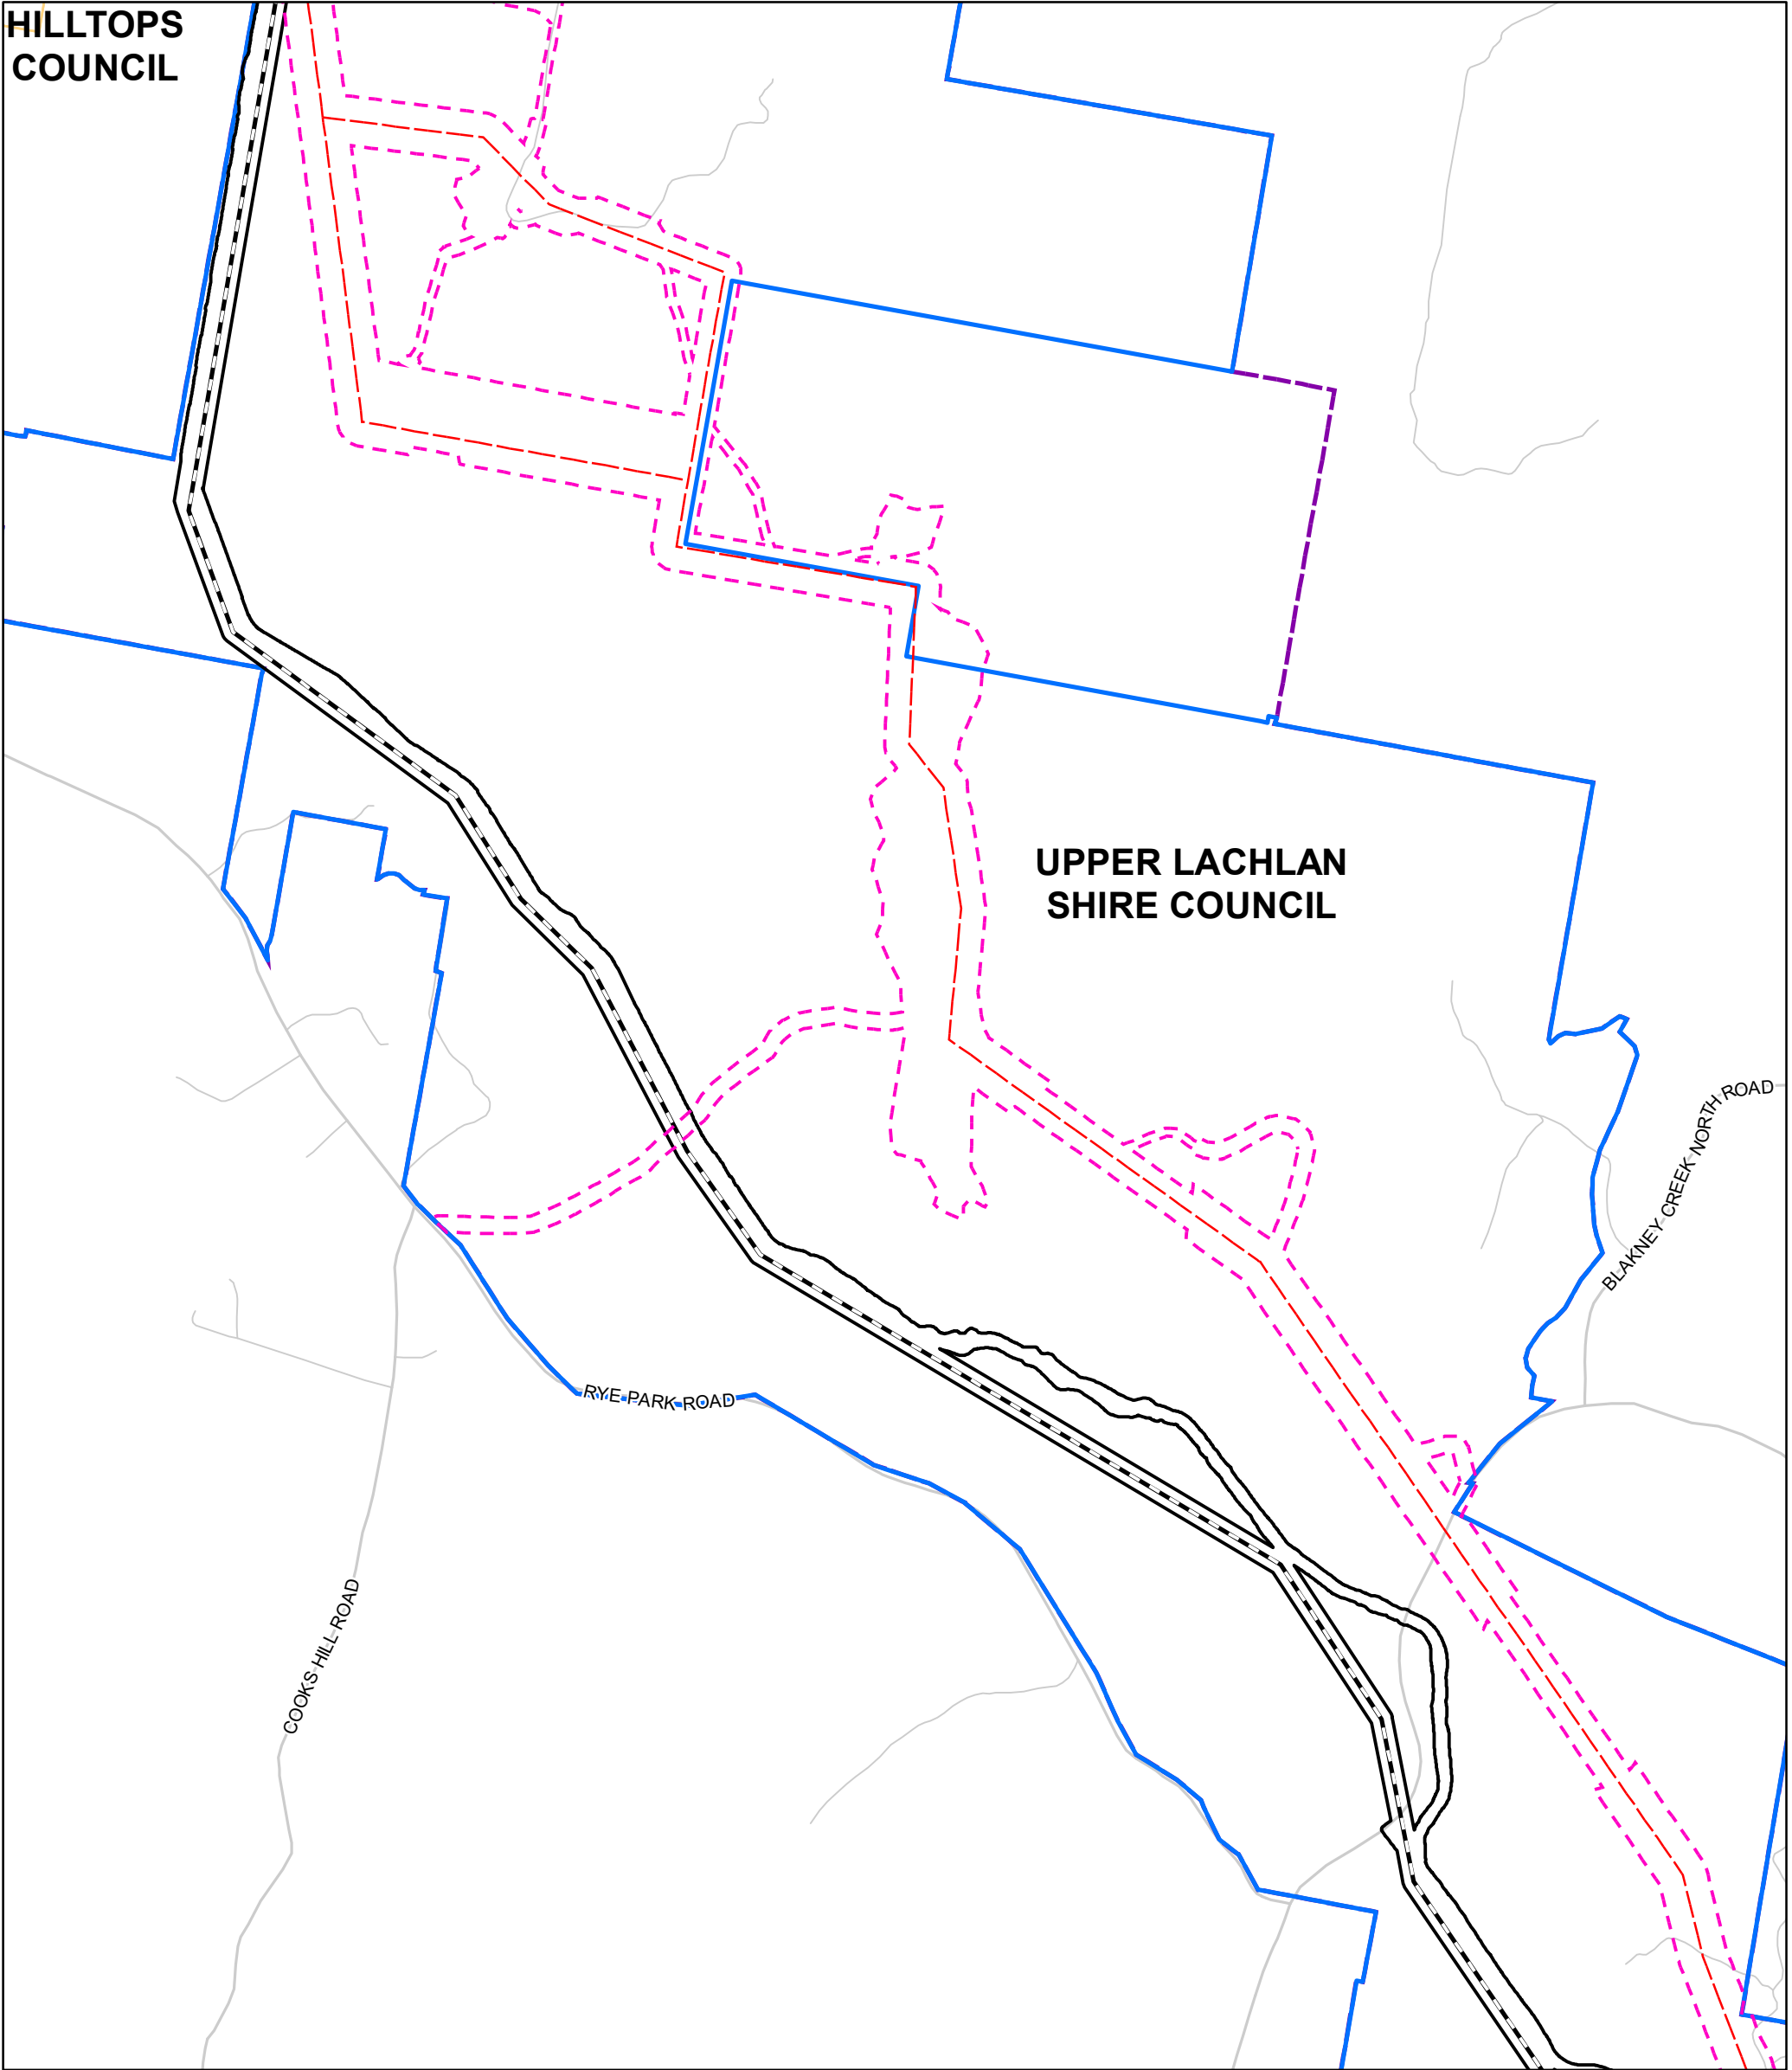 HILLTOPS
COUNCIL
UPPER LACHLAN
SHIRE COUNCIL
BLAKNEY CREEK NORTH ROAD
RYE PARK ROAD
COOKS HILL ROAD